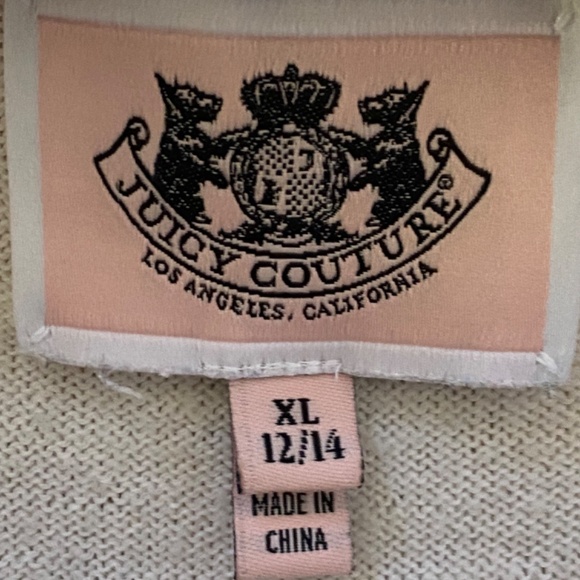 JUICY COUTURE®
LOS ANGELES, CALIFORNIA
XL
12/14
MADE IN
CHINA